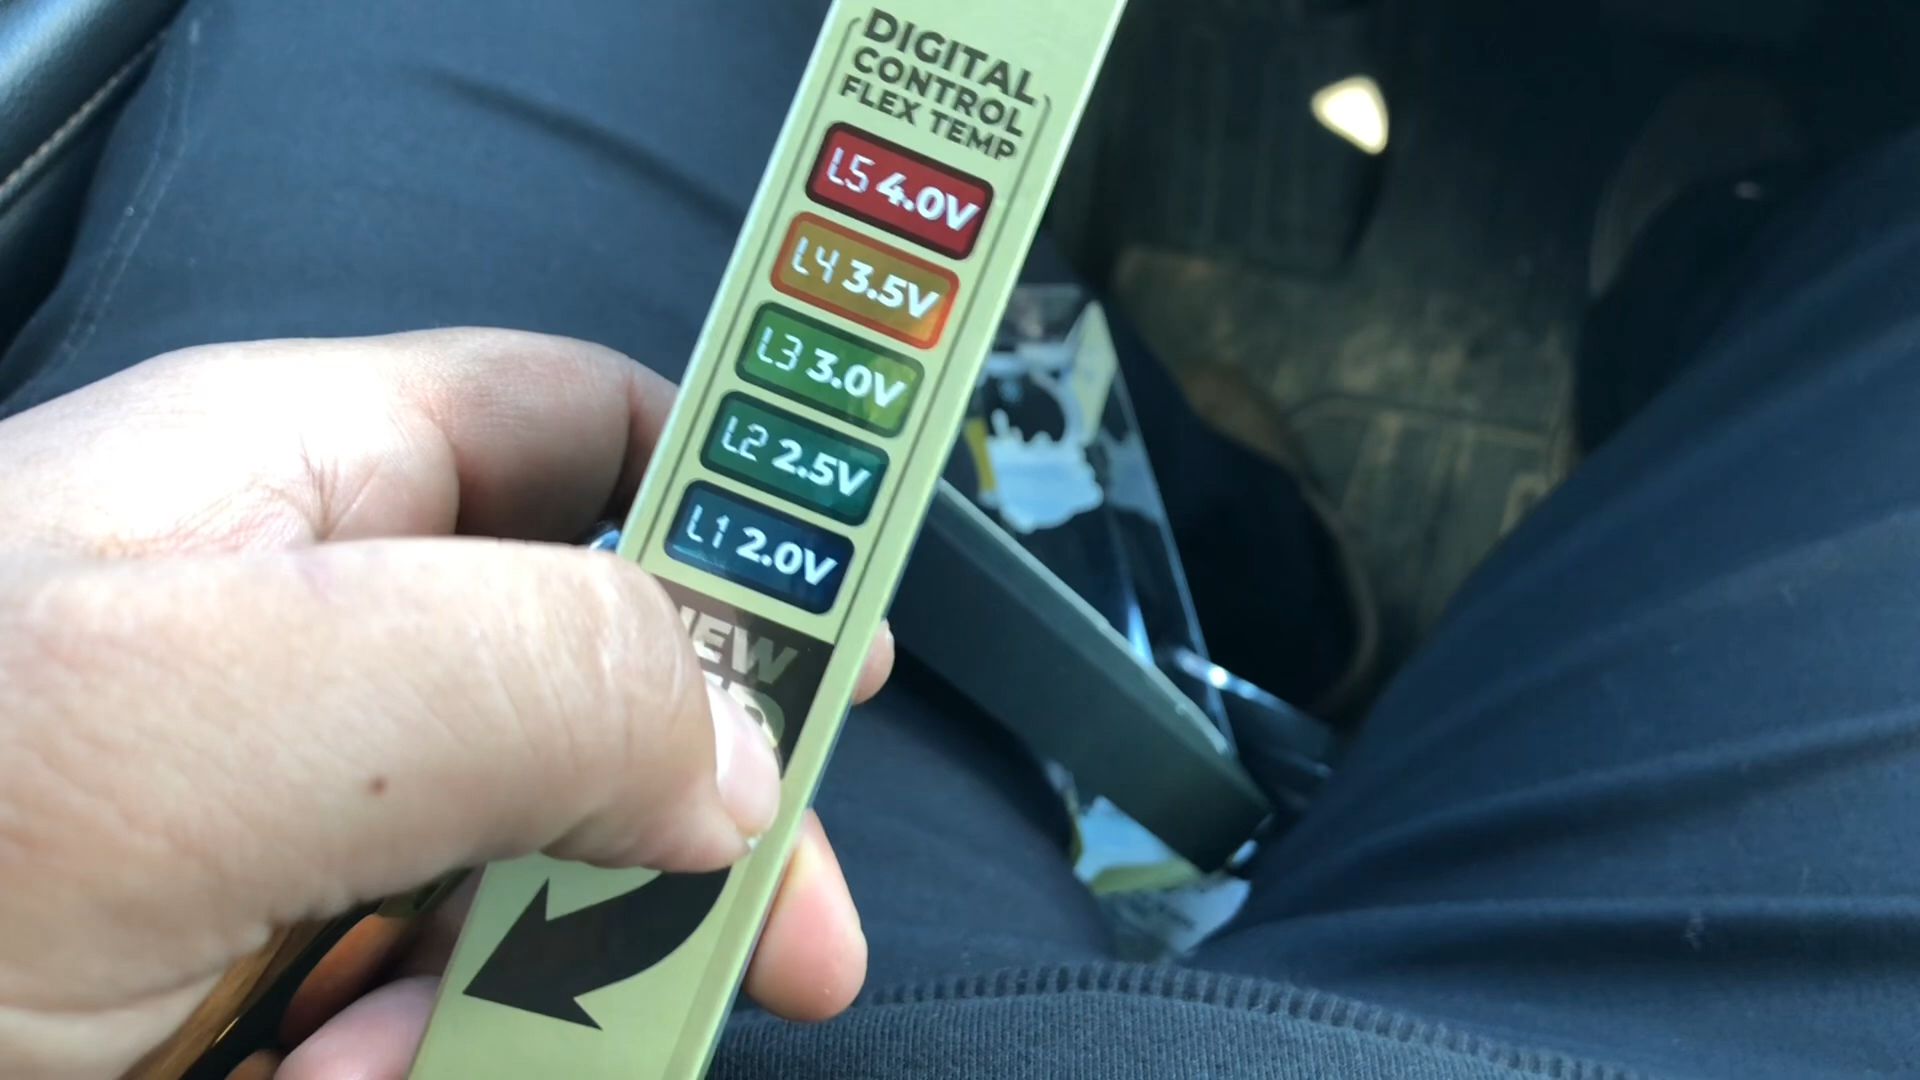 DIGITAL
CONTROL
FLEX TEMP
L5 4.0V
L4 3.5V
L3 3.0V
L2 2.5V
L1 2.0V